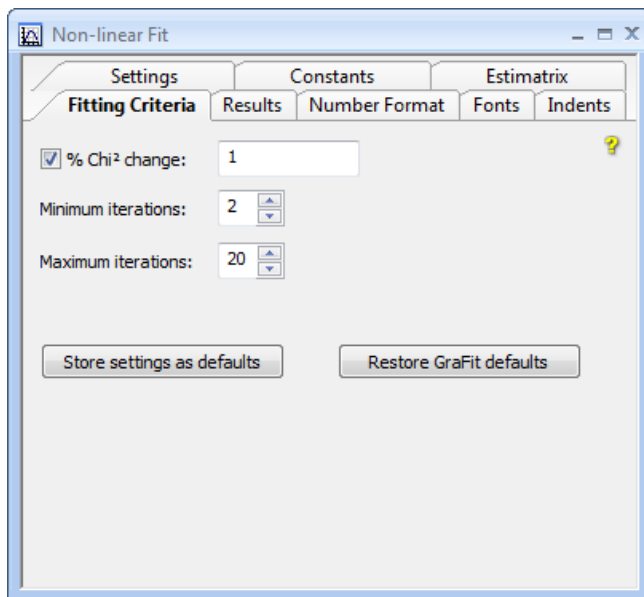 Non-linear Fit
Settings Constants Estimatrix
Fitting Criteria Results Number Format Fonts Indents
% Chi² change: 1
Minimum iterations: 2
Maximum iterations: 20
Store settings as defaults Restore GraFit defaults